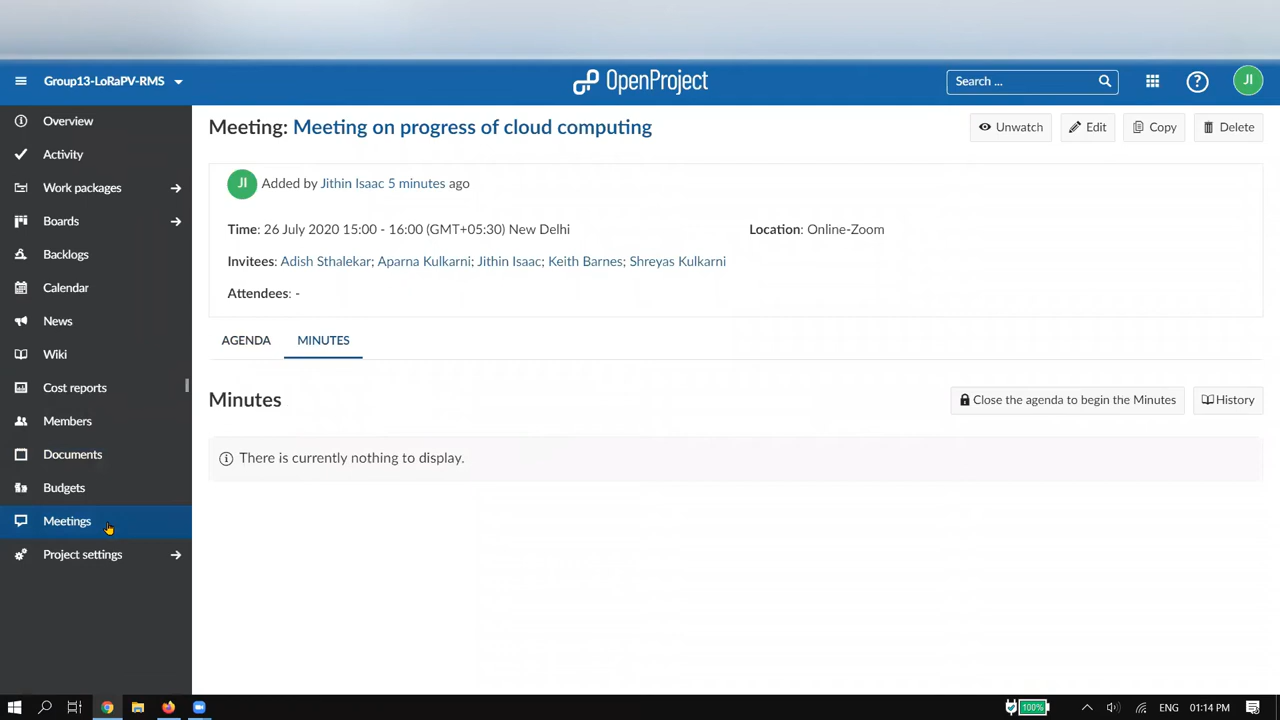 Group13-LoRaPV-RMS
OpenProject
Search ...
JI
Overview
Activity
Work packages
Boards
Backlogs
Calendar
News
Wiki
Cost reports
Members
Documents
Budgets
Meetings
Project settings
Meeting: Meeting on progress of cloud computing
Unwatch
Edit
Copy
Delete
JI Added by Jithin Isaac 5 minutes ago
Time: 26 July 2020 15:00 - 16:00 (GMT+05:30) New Delhi
Location: Online-Zoom
Invitees: Adish Sthalekar; Aparna Kulkarni; Jithin Isaac; Keith Barnes; Shreyas Kulkarni
Attendees: -
AGENDA
MINUTES
Minutes
Close the agenda to begin the Minutes
History
There is currently nothing to display.
100%
ENG
01:14 PM